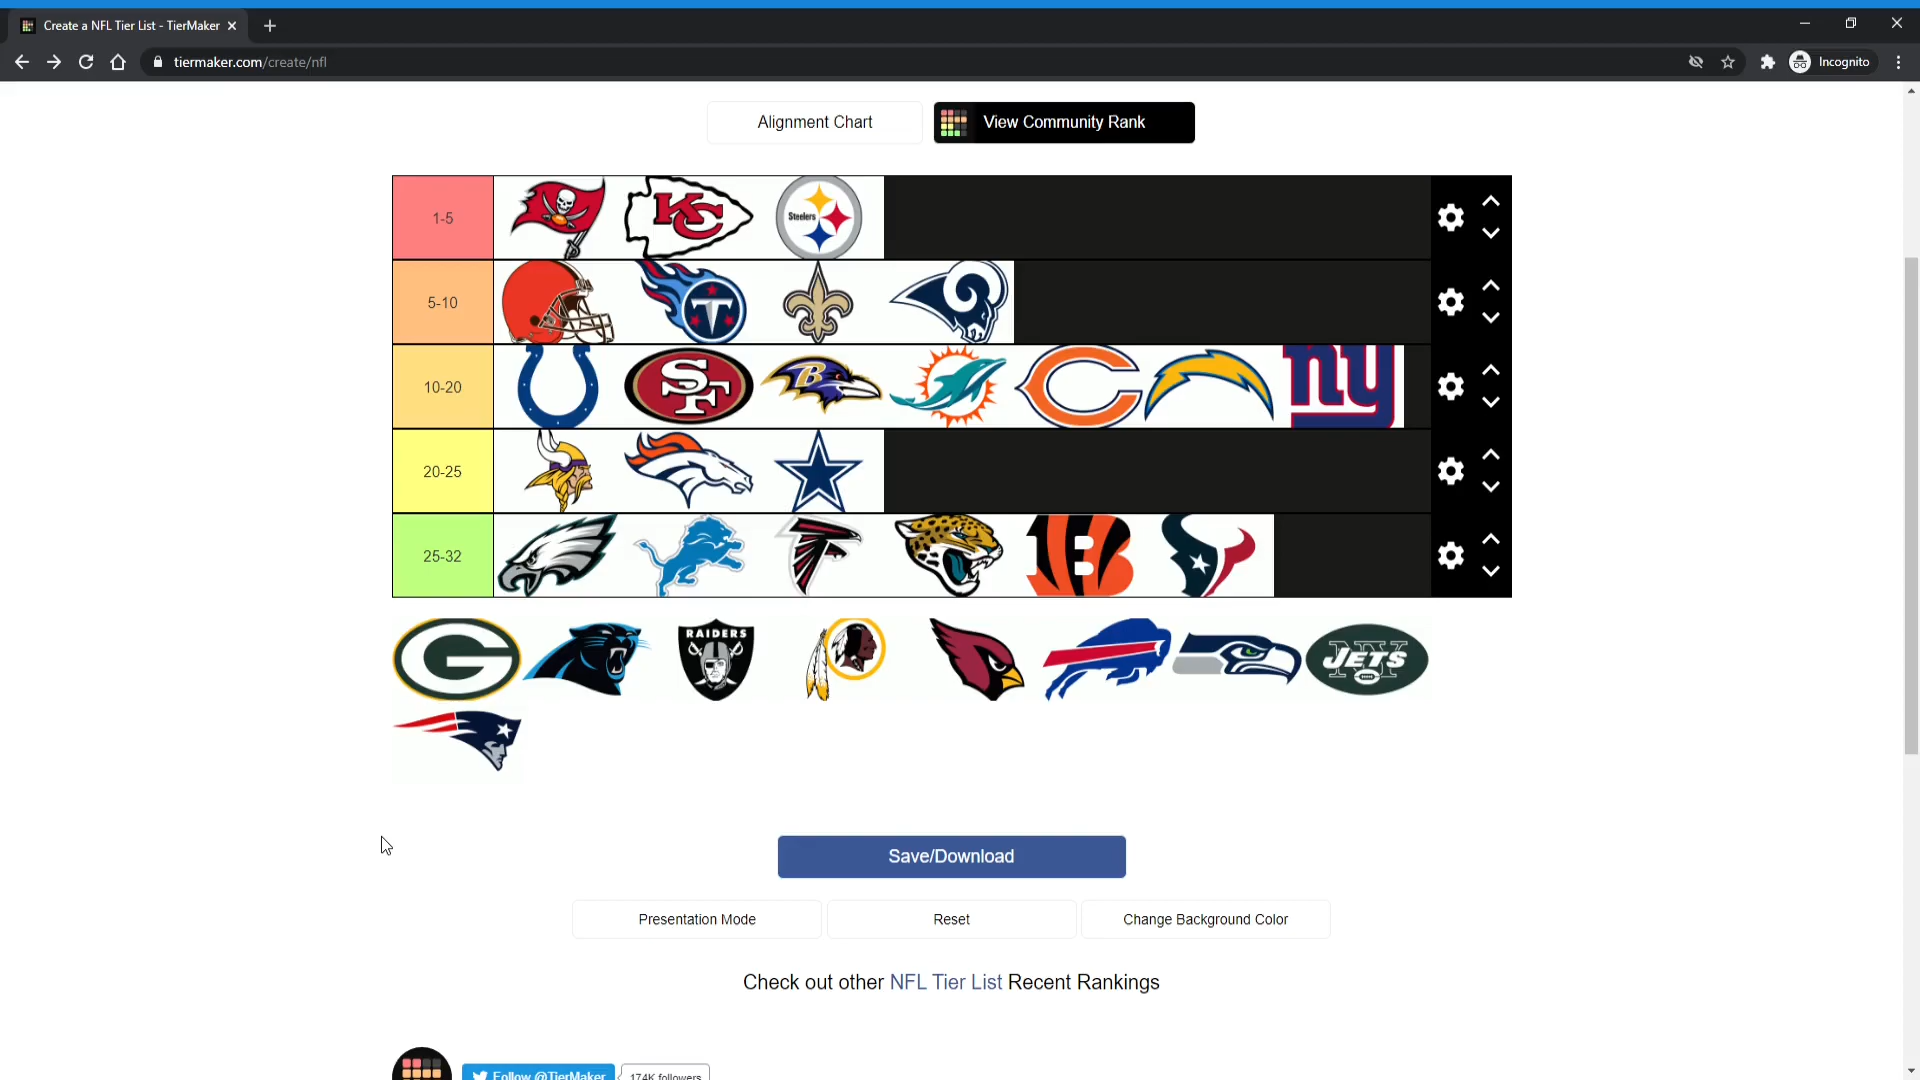 Create a NFL Tier List - TierMaker
tiermaker.com/create/nfl
Incognito
Alignment Chart
View Community Rank
1-5
KC
Steelers
5-10
T
10-20
SF
B
C
ny
20-25
25-32
B
G
RAIDERS
NY
JETS
Save/Download
Presentation Mode
Reset
Change Background Color
Check out other NFL Tier List Recent Rankings
Follow @TierMaker
174K followers